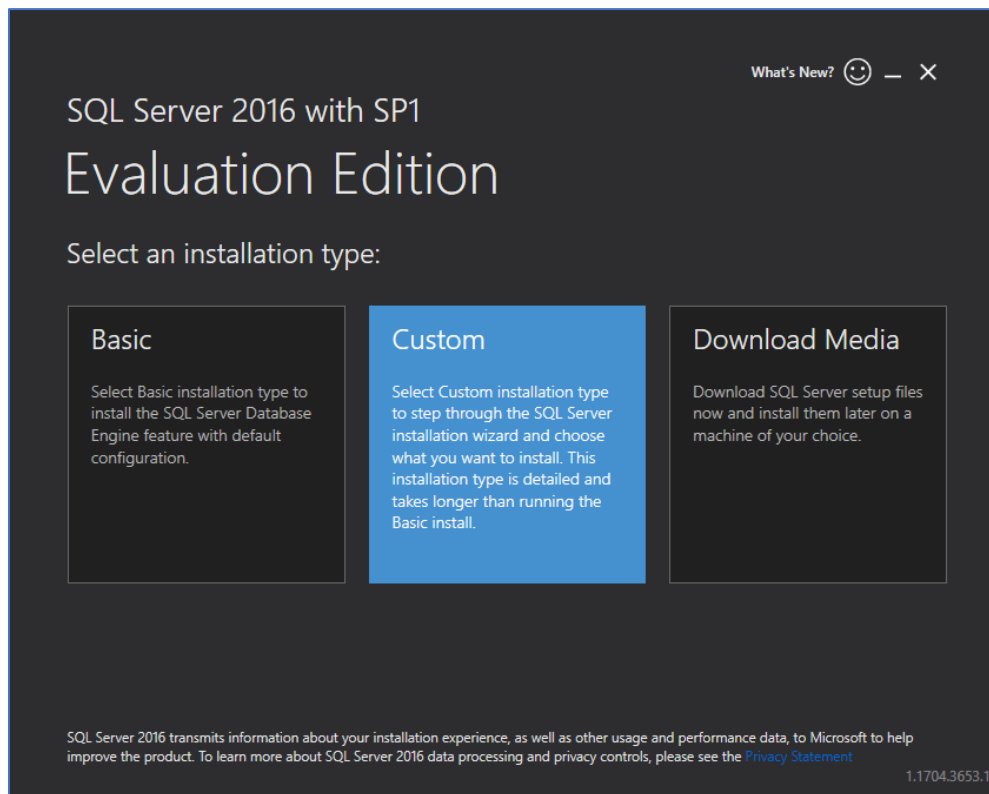 What's New?
SQL Server 2016 with SP1
Evaluation Edition
Select an installation type:
Basic
Select Basic installation type to
install the SQL Server Database
Engine feature with default
configuration.
Custom
Select Custom installation type
to step through the SQL Server
installation wizard and choose
what you want to install. This
installation type is detailed and
takes longer than running the
Basic install.
Download Media
Download SQL Server setup files
now and install them later on a
machine of your choice.
SQL Server 2016 transmits information about your installation experience, as well as other usage and performance data, to Microsoft to help
improve the product. To learn more about SQL Server 2016 data processing and privacy controls, please see the Privacy Statement
1.1704.3653.1